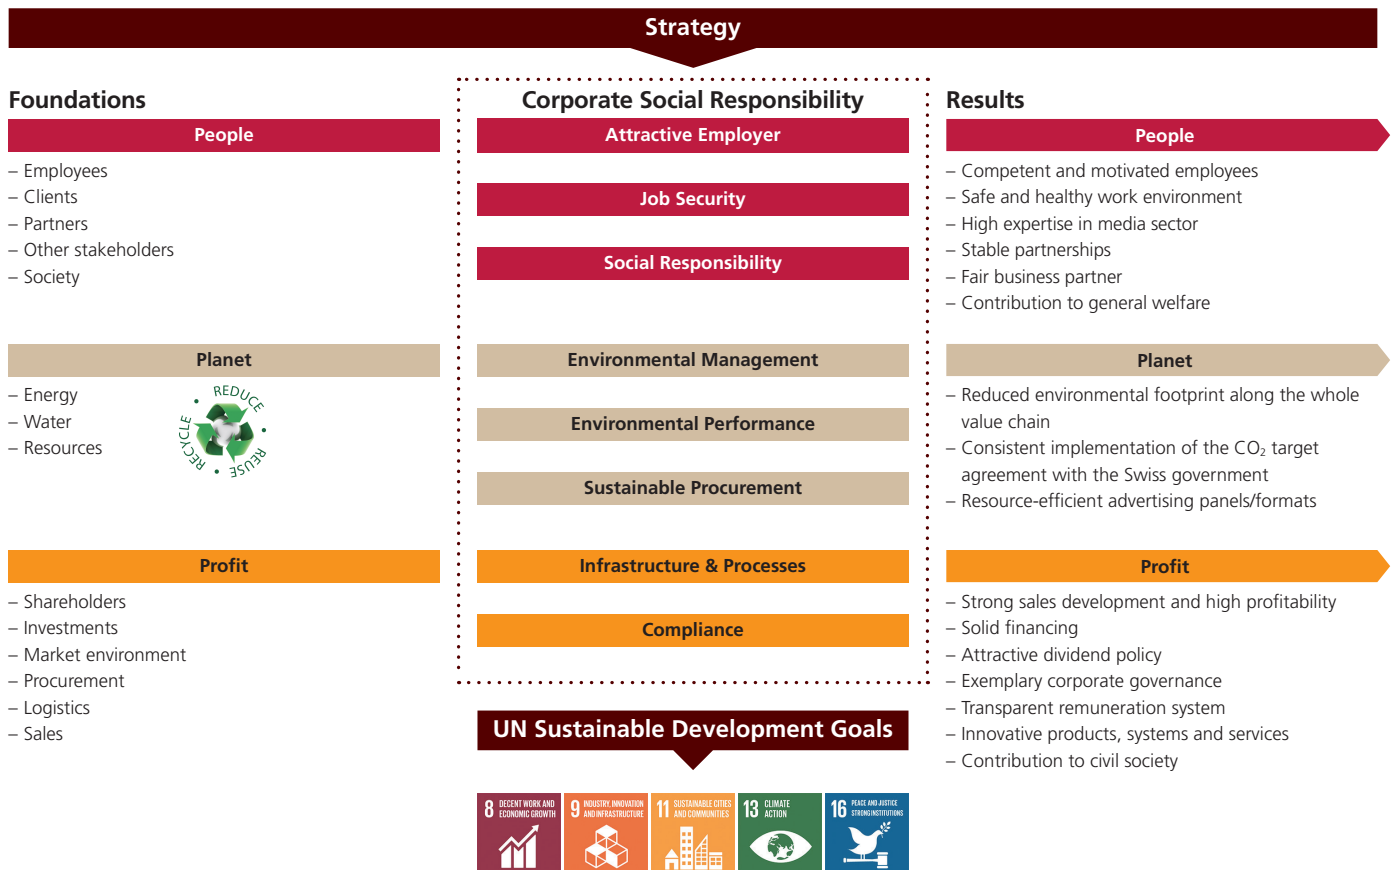 Strategy
Foundations
People
– Employees
– Clients
– Partners
– Other stakeholders
– Society
Planet
– Energy
– Water
– Resources
REDUCE
REUSE
RECYCLE
Profit
– Shareholders
– Investments
– Market environment
– Procurement
– Logistics
– Sales
Corporate Social Responsibility
Attractive Employer
Job Security
Social Responsibility
Environmental Management
Environmental Performance
Sustainable Procurement
Infrastructure & Processes
Compliance
UN Sustainable Development Goals
8 DECENT WORK AND
ECONOMIC GROWTH
9 INDUSTRY, INNOVATION
AND INFRASTRUCTURE
11 SUSTAINABLE CITIES
AND COMMUNITIES
13 CLIMATE
ACTION
16 PEACE AND JUSTICE
STRONG INSTITUTIONS
Results
People
– Competent and motivated employees
– Safe and healthy work environment
– High expertise in media sector
– Stable partnerships
– Fair business partner
– Contribution to general welfare
Planet
– Reduced environmental footprint along the whole
value chain
– Consistent implementation of the CO₂ target
agreement with the Swiss government
– Resource-efficient advertising panels/formats
Profit
– Strong sales development and high profitability
– Solid financing
– Attractive dividend policy
– Exemplary corporate governance
– Transparent remuneration system
– Innovative products, systems and services
– Contribution to civil society